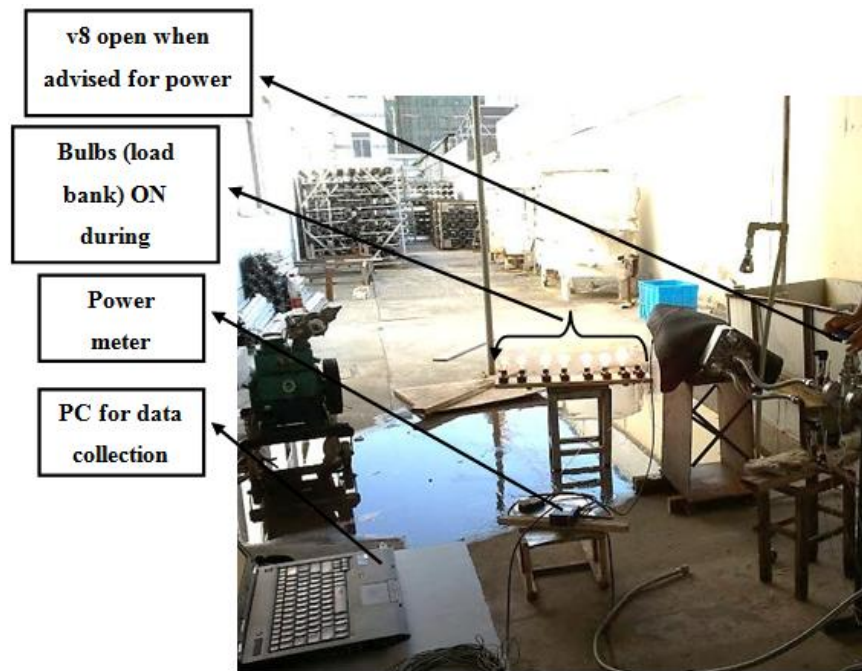 v8 open when
advised for power
Bulbs (load
bank) ON
during
Power
meter
PC for data
collection